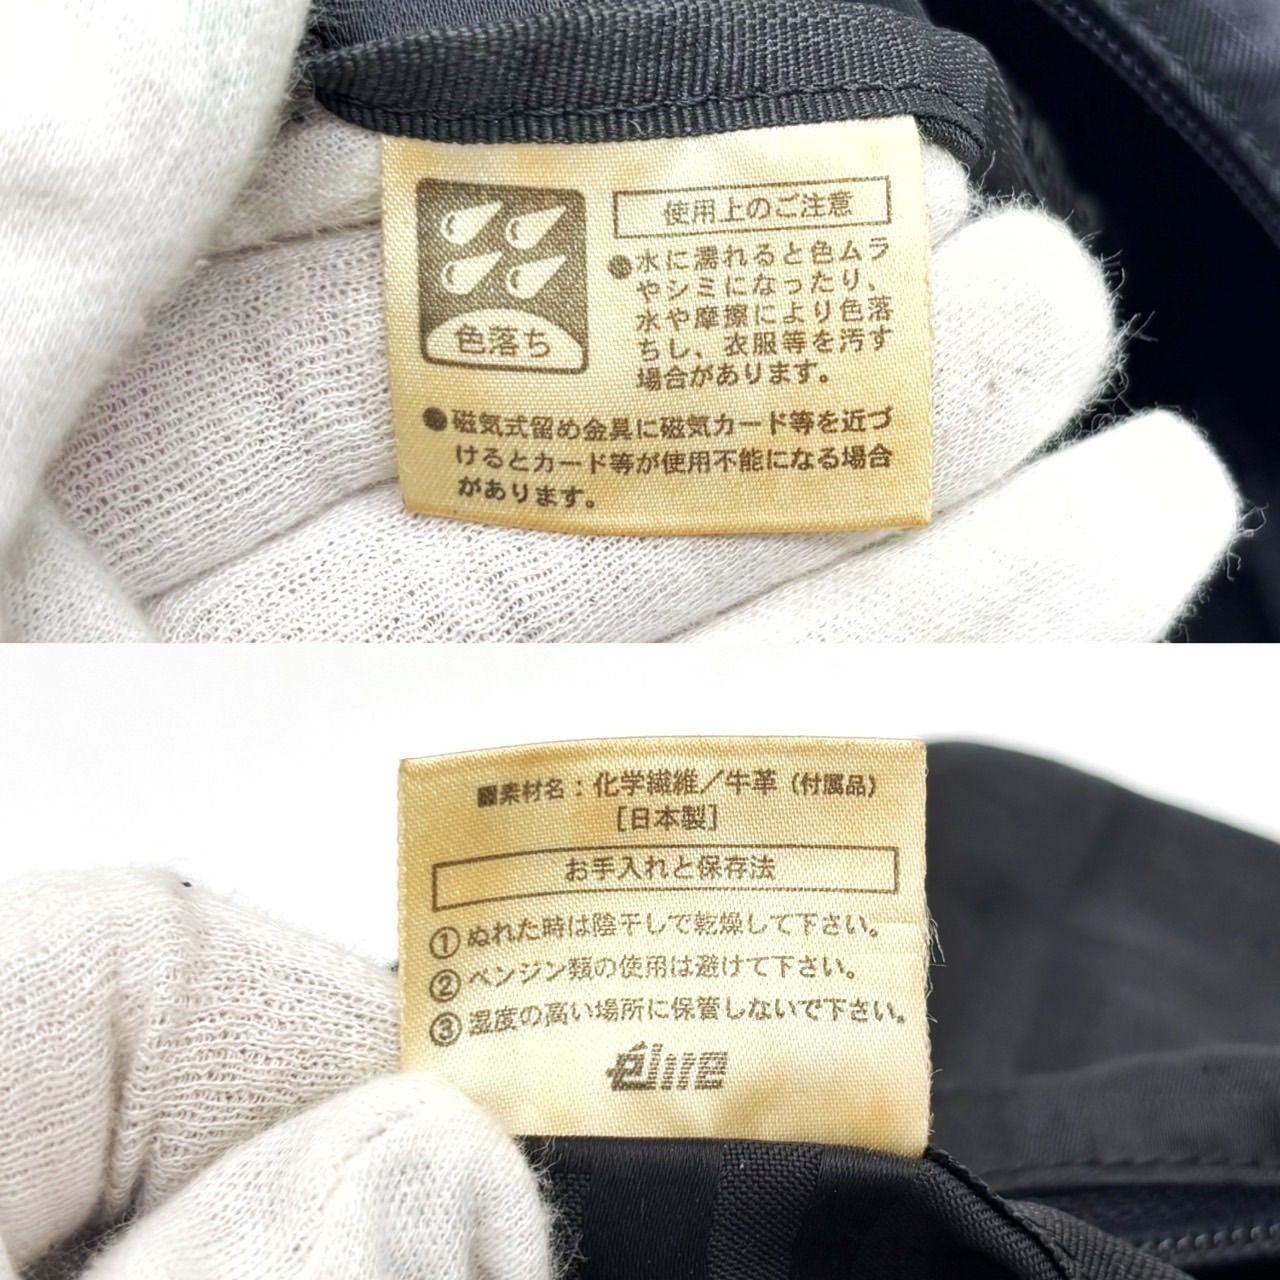 色落ち
使用上のご注意
●水に濡れると色ムラ
やシミになったり、
水や摩擦により色落
ちし、衣服等を汚す
場合があります。
●磁気式留め金具に磁気カード等を近づ
けるとカード等が使用不能になる場合
があります。
■素材名：化学繊維／牛革（付属品）
［日本製］
お手入れと保存法
①ぬれた時は陰干しで乾燥して下さい。
②ベンジン類の使用は避けて下さい。
③湿度の高い場所に保管しないで下さい。
élire